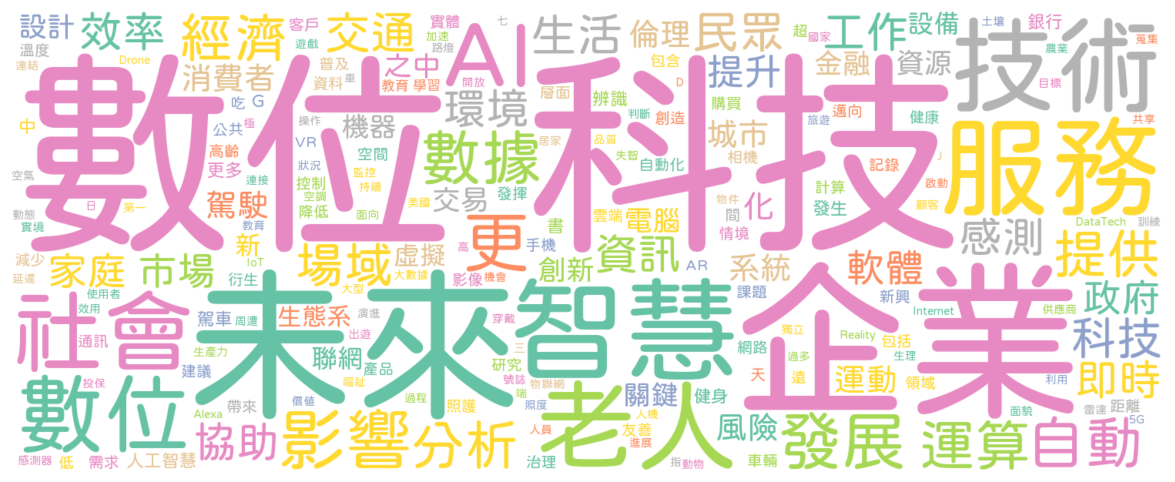 設計 效率 經濟 客戶 交通 實體 AI 生活 倫理 民眾 超 工作 設備 土壤 銀行
溫度 遊戲 加速 國家 農業 蒐集
連結 Drone 消費者 普及 之中 路燈 開放 包含 提升 金融 資源 技術 目標
資料 車 教育 學習 環境 層面 辨識 D
吃 G 操作 機器 判斷 創造 購買 旅遊 邁向 健康 共享
中 公共 極 VR 數據 居家 品質 城市 服務
數位科技
高齡 狀況 空間 失智 自動化 相機 記錄 」
空氣 更多 連接 監控 發揮 啟動
駕駛 控制 持續 交易 美國 物件 計算 顧客
日 第一 空調 雲端 電腦 間 化
動態 降低 面向 書 發生 DataTech 訓練
實境 教育 更 情境 感測
新 場域 高 手機
減少 IoT 虛擬 資訊 AR 系統 軟體 提供
延遲 家庭 市場 大數據 影像 機會 創新
衍生 大型 新興
使用者 未來 智慧 課題 企業 政府
社會 效用 駕車 周遭 生態系 演進 穿戴 獨立 Internet 供應商
通訊 出遊 三 網路 Reality 包括 科技
生產力 聯網 研究 過多 生理
建議 產品 號誌 物聯網 天 遠 運動 領域 利用 即時
數位 投保 福祉 端 老人 關鍵 健身
Alexa 帶來 價值 過程 照護 照度 人機 面貌 雷達 距離
協助 影響 分析 人員 友善 風險 發展 運算 自動 5G
進展
感測器 低 需求 人工智慧 治理 指 動物 車輛
七